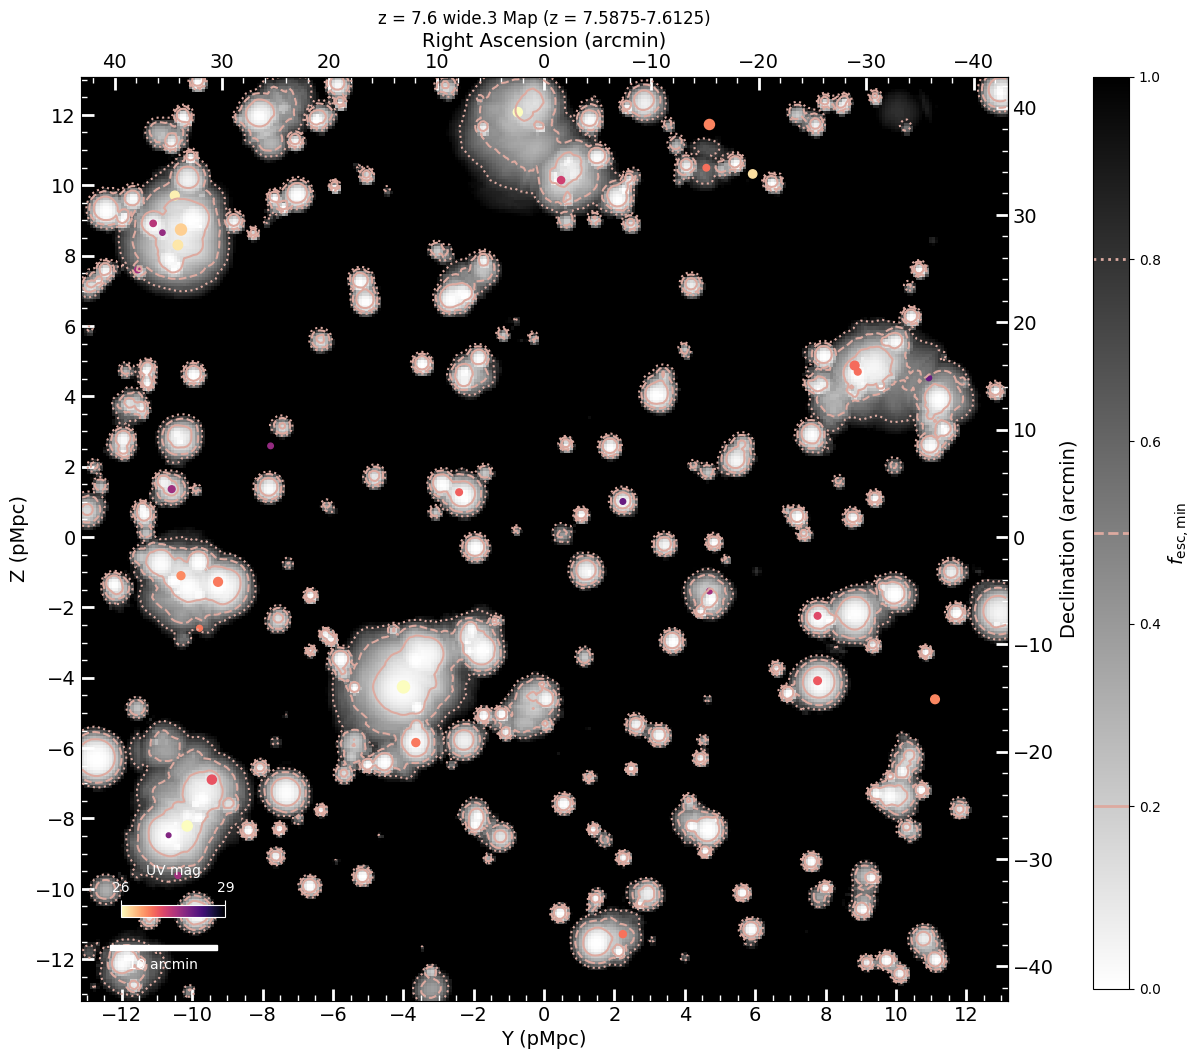 z = 7.6 wide.3 Map (z = 7.5875-7.6125)
Right Ascension (arcmin)
40 30 20 10 0 −10 −20 −30 −40
12
10
8
6
4
2
0
−2
−4
−6
−8
−10
−12
Z (pMpc)
UV mag
26 29
10 arcmin
−12 −10 −8 −6 −4 −2 0 2 4 6 8 10 12
Y (pMpc)
40
30
20
10
0
−10
−20
−30
−40
Declination (arcmin)
1.0
0.8
0.6
0.4
0.2
0.0
f_esc,min